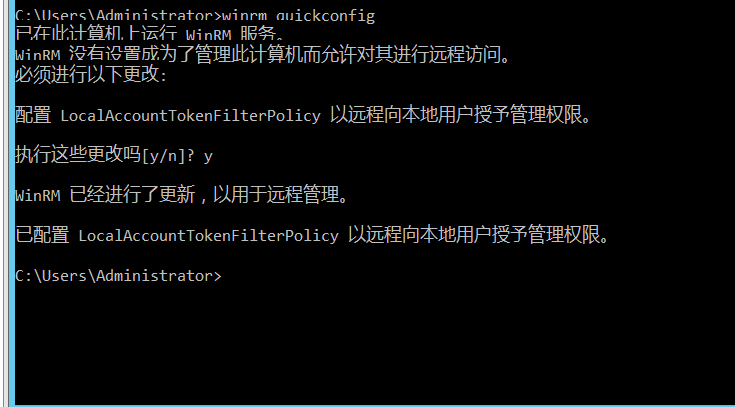 C:\Users\Administrator>winrm quickconfig
已在此计算机上运行 WinRM 服务。
WinRM 没有设置成为了管理此计算机而允许对其进行远程访问。
必须进行以下更改:
配置 LocalAccountTokenFilterPolicy 以远程向本地用户授予管理权限。
执行这些更改吗[y/n]? y
WinRM 已经进行了更新，以用于远程管理。
已配置 LocalAccountTokenFilterPolicy 以远程向本地用户授予管理权限。
C:\Users\Administrator>